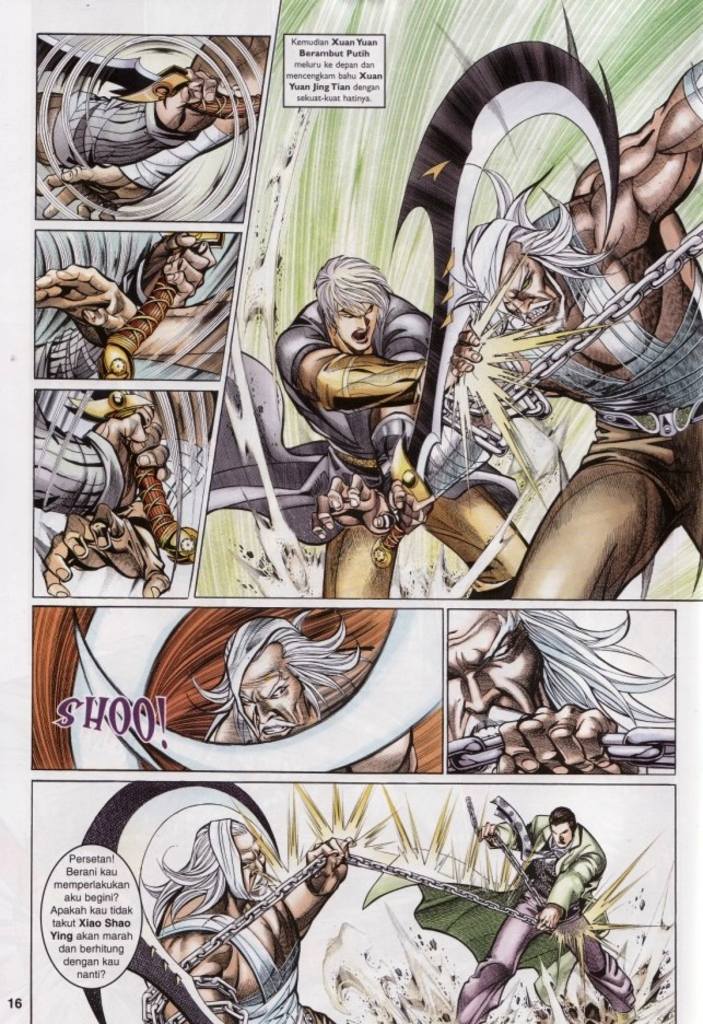 Kemudian Xuan Yuan
Berambut Putih
meluru ke depan dan
mencengkam bahu Xuan
Yuan Jing Tian dengan
sekuat-kuat hatinya.
SHOO!
Persetan!
Berani kau
memperlakukan
aku begini?
Apakah kau tidak
takut Xiao Shao
Ying akan marah
dan berhitung
dengan kau
nanti?
16